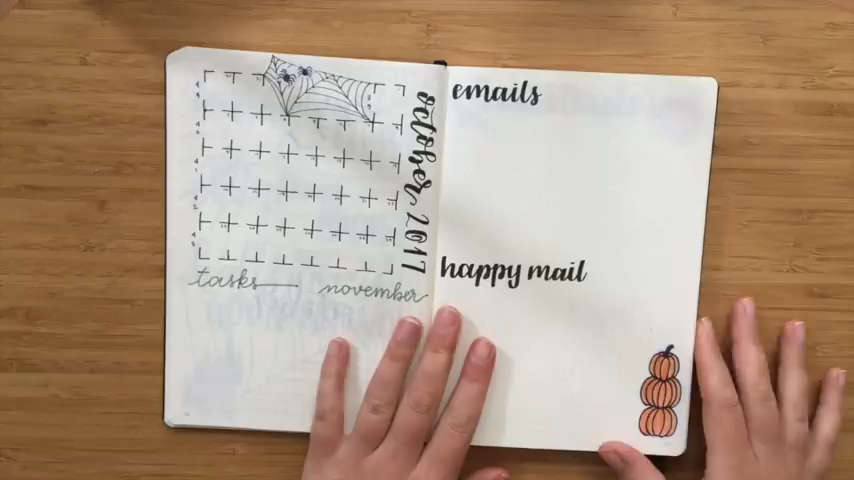 october 2017
tasks
november
emails
happy mail